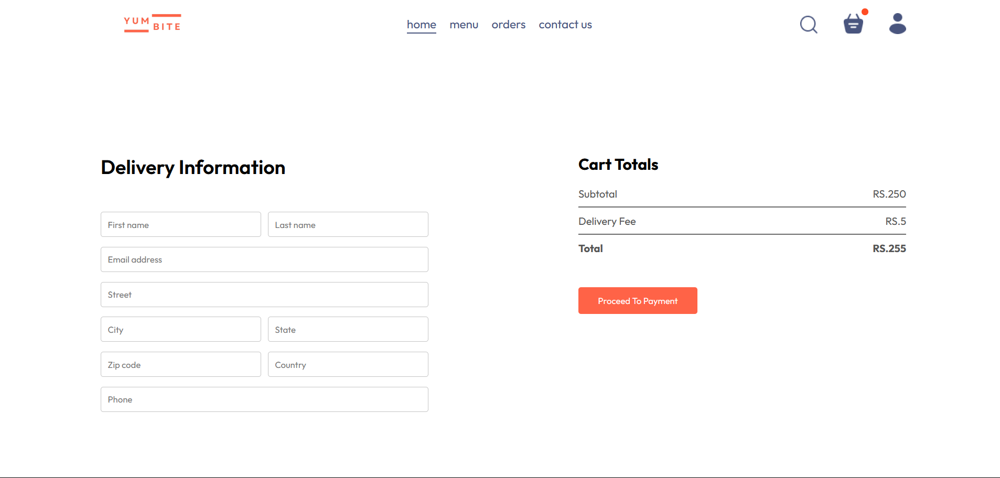 YUM
BITE
home menu orders contact us
Delivery Information
First name Last name
Email address
Street
City State
Zip code Country
Phone
Cart Totals
Subtotal RS.250
Delivery Fee RS.5
Total RS.255
Proceed To Payment